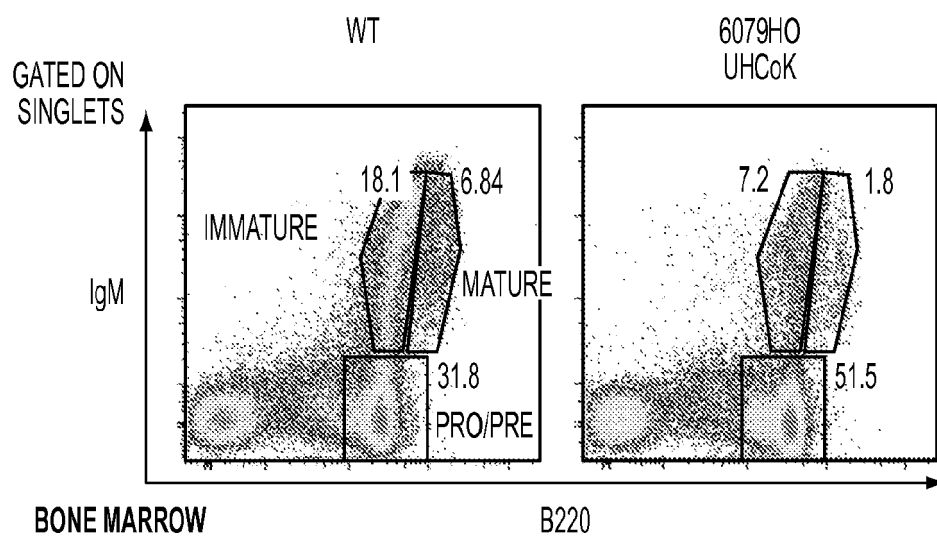 WT
6079HO
UHCoK
GATED ON
SINGLETS
18.1
6.84
7.2
1.8
IMMATURE
IgM
MATURE
31.8
51.5
PRO/PRE
BONE MARROW
B220